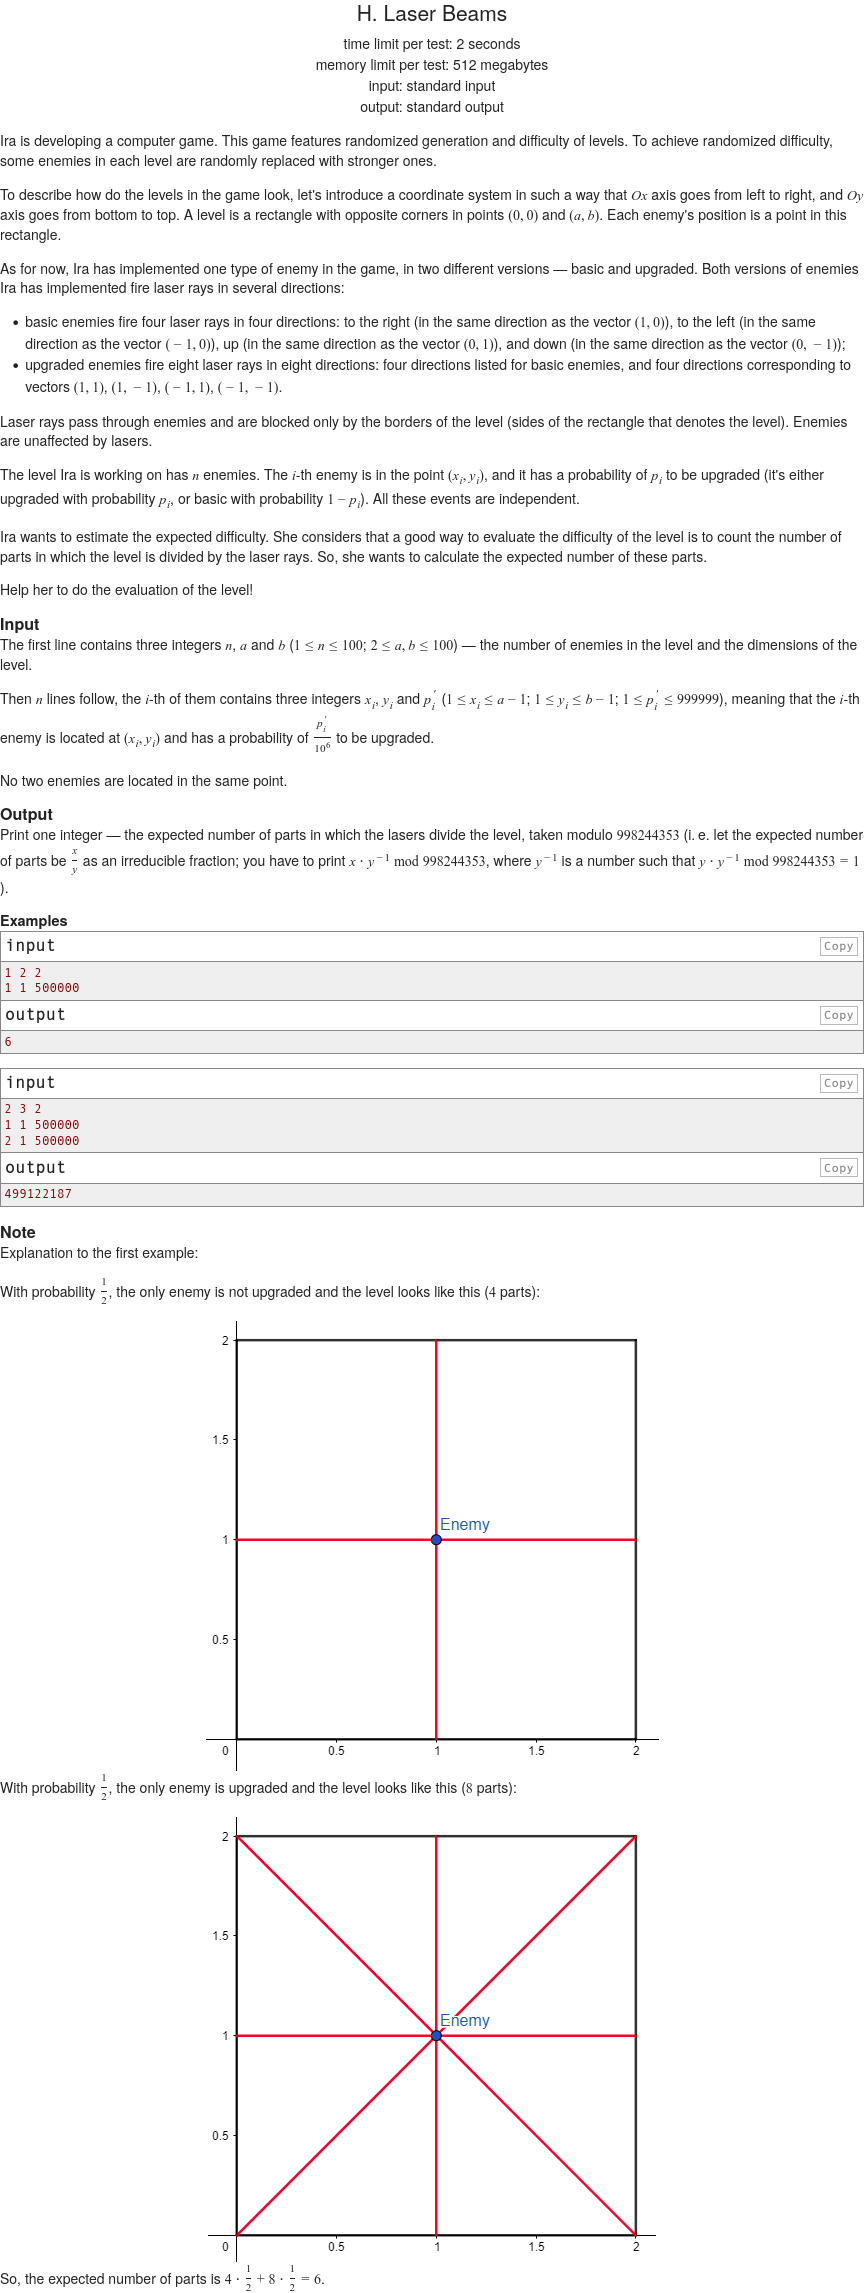 H. Laser Beams
time limit per test: 2 seconds
memory limit per test: 512 megabytes
input: standard input
output: standard output
Ira is developing a computer game. This game features randomized generation and difficulty of levels. To achieve randomized difficulty,
some enemies in each level are randomly replaced with stronger ones.
To describe how do the levels in the game look, let's introduce a coordinate system in such a way that Ox axis goes from left to right, and Oy
axis goes from bottom to top. A level is a rectangle with opposite corners in points (0, 0) and (a, b). Each enemy's position is a point in this
rectangle.
As for now, Ira has implemented one type of enemy in the game, in two different versions — basic and upgraded. Both versions of enemies
Ira has implemented fire laser rays in several directions:
• basic enemies fire four laser rays in four directions: to the right (in the same direction as the vector (1, 0)), to the left (in the same
direction as the vector ( − 1, 0)), up (in the same direction as the vector (0, 1)), and down (in the same direction as the vector (0, − 1));
• upgraded enemies fire eight laser rays in eight directions: four directions listed for basic enemies, and four directions corresponding to
vectors (1, 1), (1, − 1), ( − 1, 1), ( − 1, − 1).
Laser rays pass through enemies and are blocked only by the borders of the level (sides of the rectangle that denotes the level). Enemies
are unaffected by lasers.
The level Ira is working on has n enemies. The i-th enemy is in the point (x_i, y_i), and it has a probability of p_i to be upgraded (it's either
upgraded with probability p_i, or basic with probability 1 − p_i). All these events are independent.
Ira wants to estimate the expected difficulty. She considers that a good way to evaluate the difficulty of the level is to count the number of
parts in which the level is divided by the laser rays. So, she wants to calculate the expected number of these parts.
Help her to do the evaluation of the level!
Input
The first line contains three integers n, a and b (1 ≤ n ≤ 100; 2 ≤ a, b ≤ 100) — the number of enemies in the level and the dimensions of the
level.
Then n lines follow, the i-th of them contains three integers x_i, y_i and p_i′ (1 ≤ x_i ≤ a − 1; 1 ≤ y_i ≤ b − 1; 1 ≤ p_i′ ≤ 999999), meaning that the i-th
enemy is located at (x_i, y_i) and has a probability of p_i′/10^6 to be upgraded.
No two enemies are located in the same point.
Output
Print one integer — the expected number of parts in which the lasers divide the level, taken modulo 998244353 (i. e. let the expected number
of parts be x/y as an irreducible fraction; you have to print x · y^−1 mod 998244353, where y^−1 is a number such that y · y^−1 mod 998244353 = 1
).
Examples
input Copy
1 2 2
1 1 500000
output Copy
6
input Copy
2 3 2
1 1 500000
2 1 500000
output Copy
499122187
Note
Explanation to the first example:
With probability 1/2, the only enemy is not upgraded and the level looks like this (4 parts):
2
1.5
Enemy
1
0.5
0 0.5 1 1.5 2
With probability 1/2, the only enemy is upgraded and the level looks like this (8 parts):
2
1.5
Enemy
1
0.5
0 0.5 1 1.5 2
So, the expected number of parts is 4 · 1/2 + 8 · 1/2 = 6.